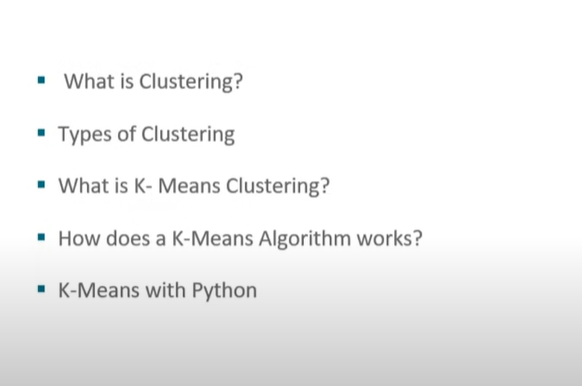 What is Clustering?
Types of Clustering
What is K- Means Clustering?
How does a K-Means Algorithm works?
K-Means with Python